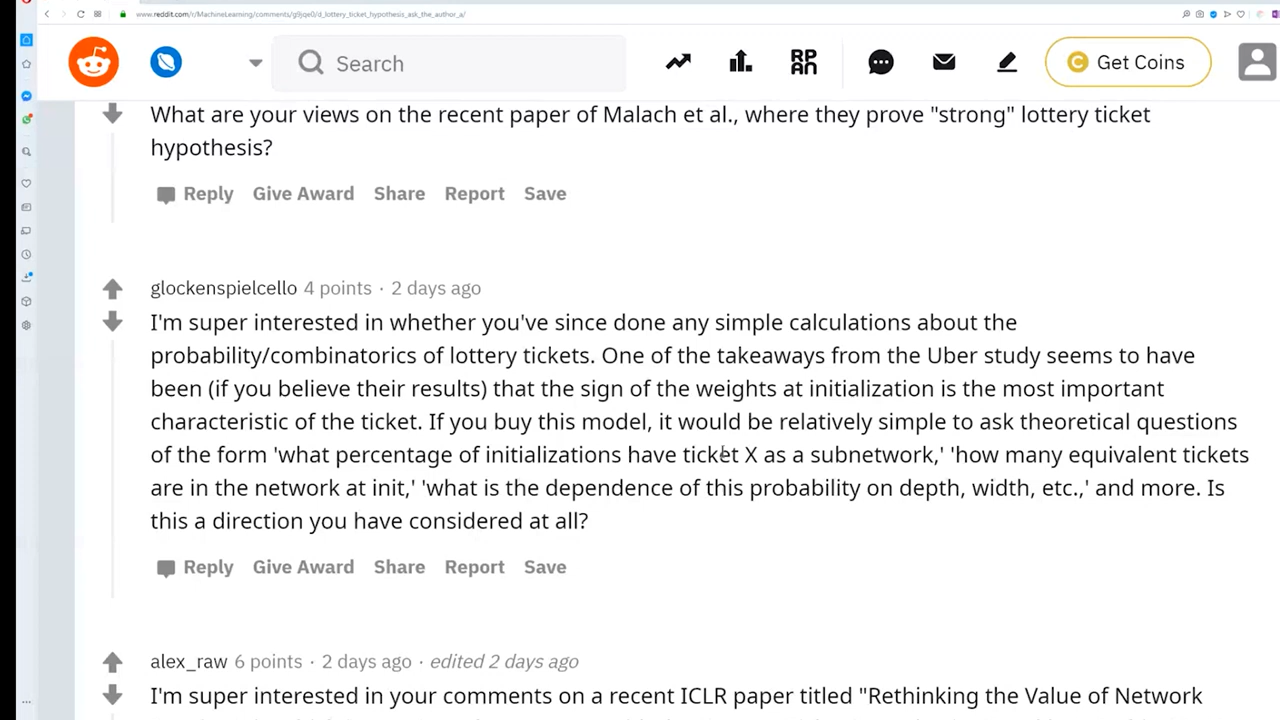 www.reddit.com/r/MachineLearning/comments/g9jqe0/d_lottery_ticket_hypothesis_ask_the_author_a/
Search
RPAN
Get Coins
What are your views on the recent paper of Malach et al., where they prove "strong" lottery ticket
hypothesis?
Reply Give Award Share Report Save
glockenspielcello 4 points · 2 days ago
I'm super interested in whether you've since done any simple calculations about the
probability/combinatorics of lottery tickets. One of the takeaways from the Uber study seems to have
been (if you believe their results) that the sign of the weights at initialization is the most important
characteristic of the ticket. If you buy this model, it would be relatively simple to ask theoretical questions
of the form 'what percentage of initializations have ticket X as a subnetwork,' 'how many equivalent tickets
are in the network at init,' 'what is the dependence of this probability on depth, width, etc.,' and more. Is
this a direction you have considered at all?
Reply Give Award Share Report Save
alex_raw 6 points · 2 days ago · edited 2 days ago
I'm super interested in your comments on a recent ICLR paper titled "Rethinking the Value of Network